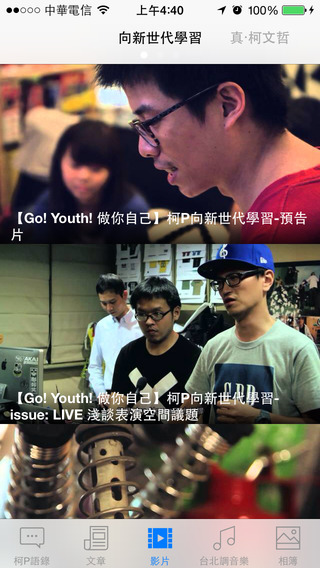 中華電信
上午4:40
100%
向新世代學習
真·柯文哲
【Go! Youth! 做你自己】柯P向新世代學習-預告
片
AKAI
【Go! Youth! 做你自己】柯P向新世代學習-
issue: LIVE 淺談表演空間議題
柯P語錄
文章
影片
台北調音樂
相薄